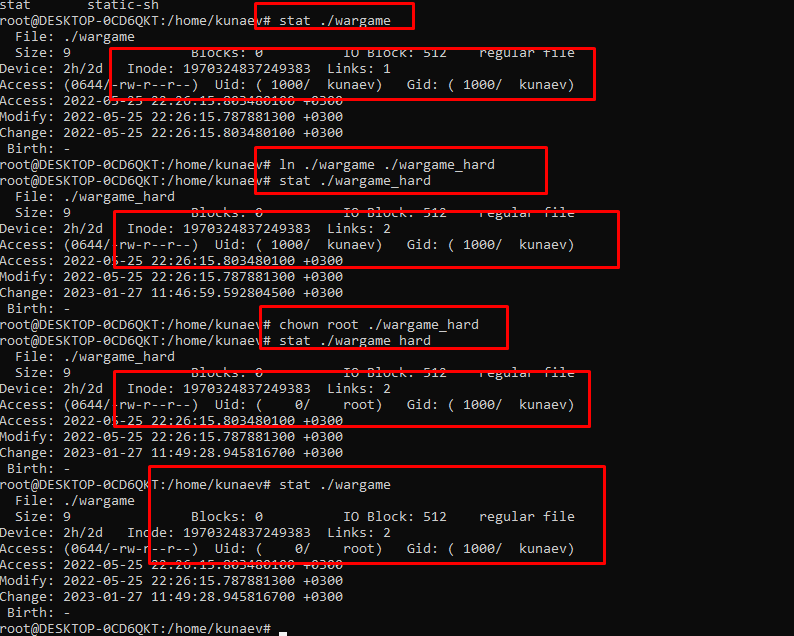 stat       static-sh
root@DESKTOP-0CD6QKT:/home/kunaev# stat ./wargame
  File: ./wargame
  Size: 9               Blocks: 0          IO Block: 512    regular file
Device: 2h/2d   Inode: 1970324837249383  Links: 1
Access: (0644/-rw-r--r--)  Uid: ( 1000/  kunaev)   Gid: ( 1000/  kunaev)
Access: 2022-05-25 22:26:15.803480100 +0300
Modify: 2022-05-25 22:26:15.787881300 +0300
Change: 2022-05-25 22:26:15.803480100 +0300
 Birth: -
root@DESKTOP-0CD6QKT:/home/kunaev# ln ./wargame ./wargame_hard
root@DESKTOP-0CD6QKT:/home/kunaev# stat ./wargame_hard
  File: ./wargame_hard
  Size: 9               Blocks: 0          IO Block: 512    regular file
Device: 2h/2d   Inode: 1970324837249383  Links: 2
Access: (0644/-rw-r--r--)  Uid: ( 1000/  kunaev)   Gid: ( 1000/  kunaev)
Access: 2022-05-25 22:26:15.803480100 +0300
Modify: 2022-05-25 22:26:15.787881300 +0300
Change: 2023-01-27 11:46:59.592804500 +0300
 Birth: -
root@DESKTOP-0CD6QKT:/home/kunaev# chown root ./wargame_hard
root@DESKTOP-0CD6QKT:/home/kunaev# stat ./wargame_hard
  File: ./wargame_hard
  Size: 9               Blocks: 0          IO Block: 512    regular file
Device: 2h/2d   Inode: 1970324837249383  Links: 2
Access: (0644/-rw-r--r--)  Uid: (    0/    root)   Gid: ( 1000/  kunaev)
Access: 2022-05-25 22:26:15.803480100 +0300
Modify: 2022-05-25 22:26:15.787881300 +0300
Change: 2023-01-27 11:49:28.945816700 +0300
 Birth: -
root@DESKTOP-0CD6QKT:/home/kunaev# stat ./wargame
  File: ./wargame
  Size: 9               Blocks: 0          IO Block: 512    regular file
Device: 2h/2d   Inode: 1970324837249383  Links: 2
Access: (0644/-rw-r--r--)  Uid: (    0/    root)   Gid: ( 1000/  kunaev)
Access: 2022-05-25 22:26:15.803480100 +0300
Modify: 2022-05-25 22:26:15.787881300 +0300
Change: 2023-01-27 11:49:28.945816700 +0300
 Birth: -
root@DESKTOP-0CD6QKT:/home/kunaev#